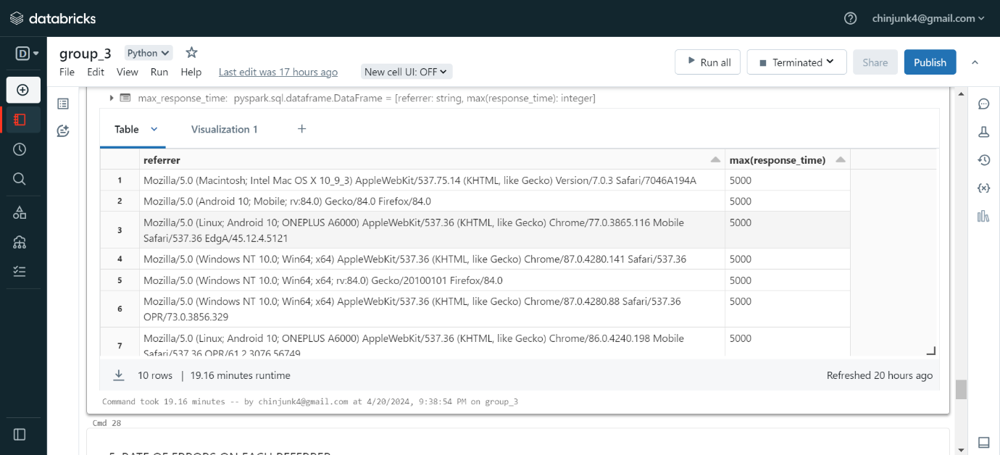 databricks
chinjunk4@gmail.com
D
group_3
Python
File Edit View Run Help
Last edit was 17 hours ago
New cell UI: OFF
Run all
Terminated
Share
Publish
max_response_time: pyspark.sql.dataframe.DataFrame = [referrer: string, max(response_time): integer]
Table
Visualization 1
+
referrer max(response_time)
1 Mozilla/5.0 (Macintosh; Intel Mac OS X 10_9_3) AppleWebKit/537.75.14 (KHTML, like Gecko) Version/7.0.3 Safari/7046A194A 5000
2 Mozilla/5.0 (Android 10; Mobile; rv:84.0) Gecko/84.0 Firefox/84.0 5000
3 Mozilla/5.0 (Linux; Android 10; ONEPLUS A6000) AppleWebKit/537.36 (KHTML, like Gecko) Chrome/77.0.3865.116 Mobile 5000
Safari/537.36 EdgA/45.12.4.5121
4 Mozilla/5.0 (Windows NT 10.0; Win64; x64) AppleWebKit/537.36 (KHTML, like Gecko) Chrome/87.0.4280.141 Safari/537.36 5000
5 Mozilla/5.0 (Windows NT 10.0; Win64; x64; rv:84.0) Gecko/20100101 Firefox/84.0 5000
6 Mozilla/5.0 (Windows NT 10.0; Win64; x64) AppleWebKit/537.36 (KHTML, like Gecko) Chrome/87.0.4280.88 Safari/537.36 5000
OPR/73.0.3856.329
7 Mozilla/5.0 (Linux; Android 10; ONEPLUS A6000) AppleWebKit/537.36 (KHTML, like Gecko) Chrome/86.0.4240.198 Mobile 5000
Safari/537.36 OPR/61.2.3076.56749
10 rows | 19.16 minutes runtime
Refreshed 20 hours ago
Command took 19.16 minutes -- by chinjunk4@gmail.com at 4/20/2024, 9:38:54 PM on group_3
Cmd 28
5. RATE OF ERRORS ON EACH REFERRER